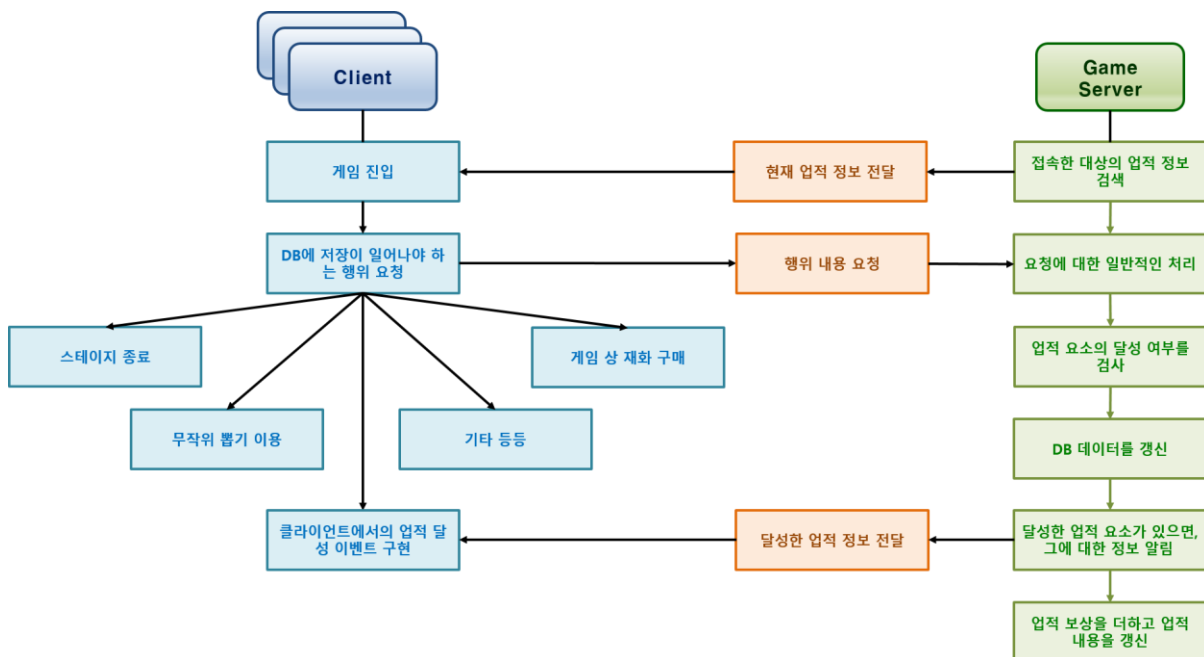 Client
Game
Server
게임 진입
현재 업적 정보 전달
접속한 대상의 업적 정보
검색
DB에 저장이 일어나야 하
는 행위 요청
행위 내용 요청
요청에 대한 일반적인 처리
스테이지 종료
게임 상 재화 구매
업적 요소의 달성 여부를
검사
무작위 뽑기 이용
기타 등등
DB 데이터를 갱신
클라이언트에서의 업적 달
성 이벤트 구현
달성한 업적 정보 전달
달성한 업적 요소가 있으면,
그에 대한 정보 알림
업적 보상을 더하고 업적
내용을 갱신